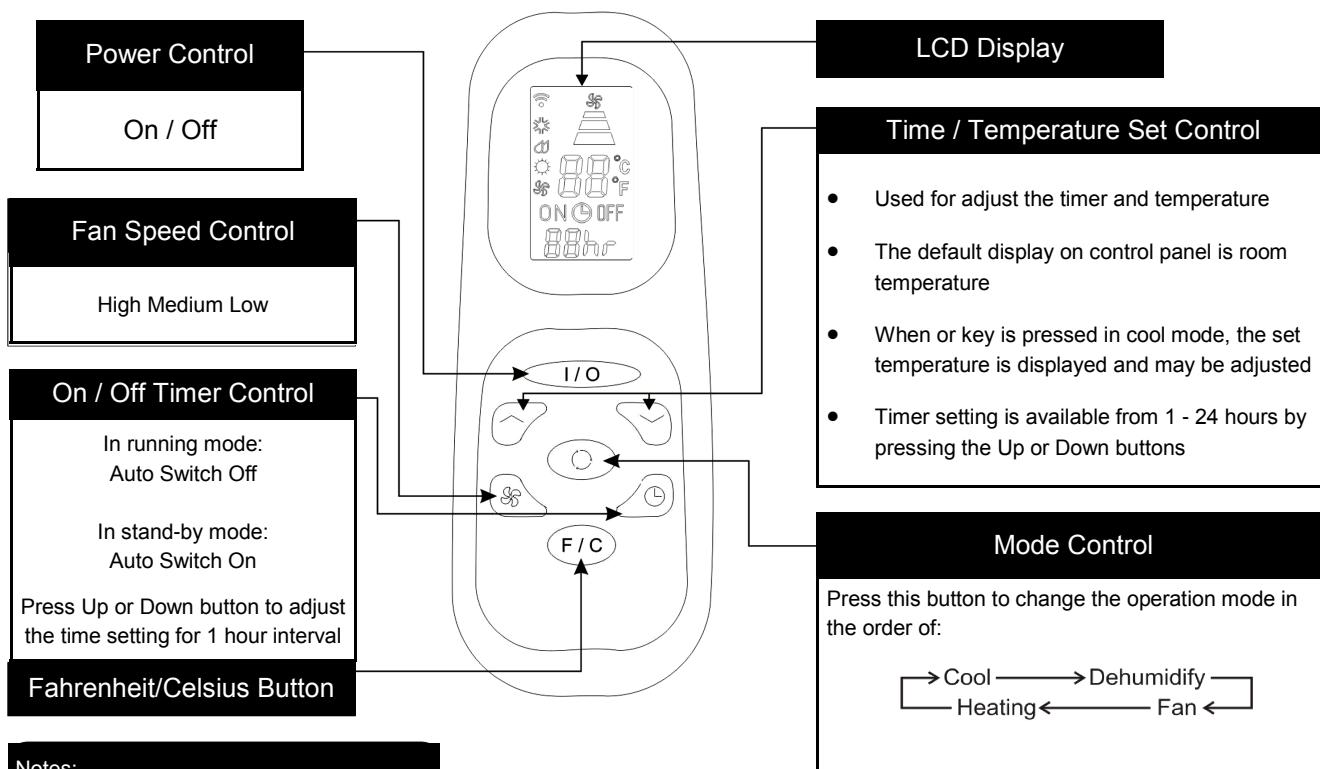 Power Control
On / Off
Fan Speed Control
High Medium Low
On / Off Timer Control
In running mode:
Auto Switch Off
In stand-by mode:
Auto Switch On
Press Up or Down button to adjust
the time setting for 1 hour interval
Fahrenheit/Celsius Button
Notes:
88°C
°F
ON OFF
88hr
I / O
F / C
LCD Display
Time / Temperature Set Control
● Used for adjust the timer and temperature
● The default display on control panel is room
temperature
● When or key is pressed in cool mode, the set
temperature is displayed and may be adjusted
● Timer setting is available from 1 - 24 hours by
pressing the Up or Down buttons
Mode Control
Press this button to change the operation mode in
the order of:
Cool Dehumidify
Heating Fan